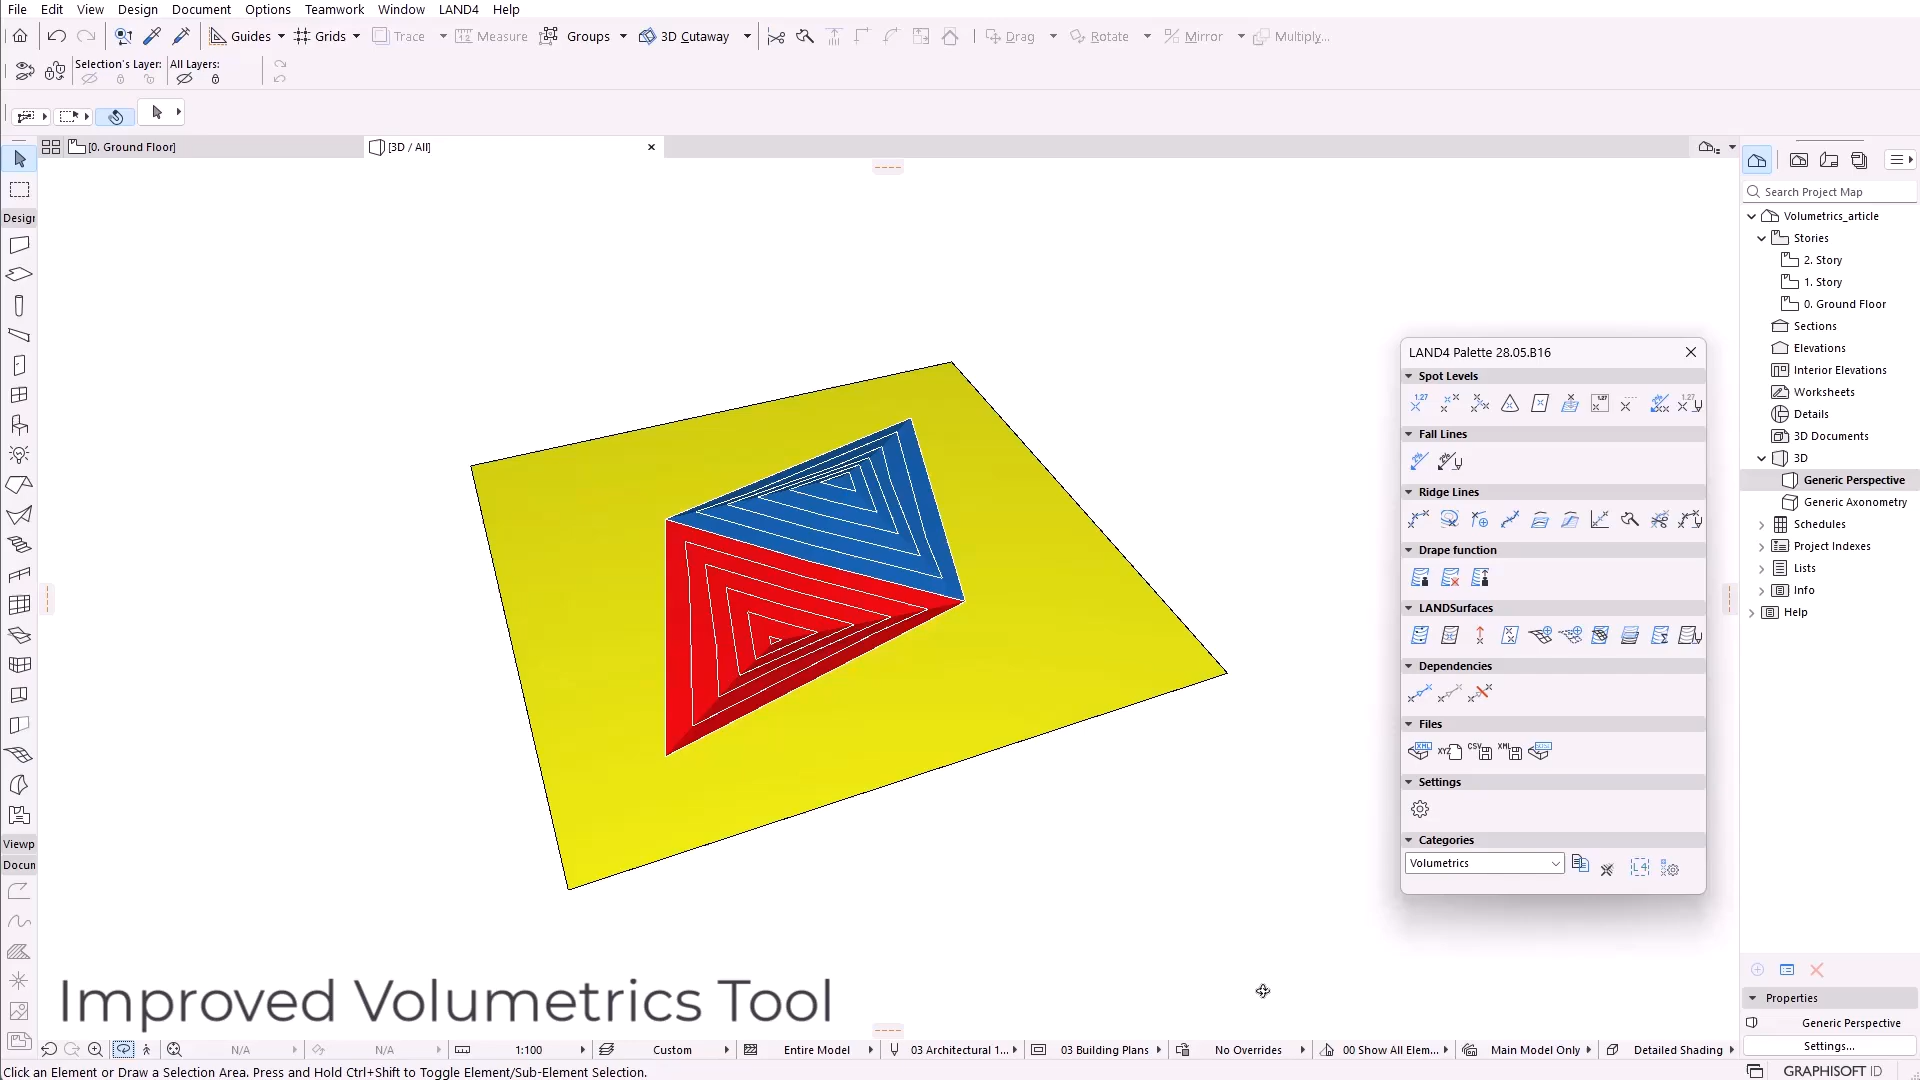 File Edit View Design Document Options Teamwork Window LAND4 Help
Guides Grids Trace Measure Groups 3D Cutaway Drag Rotate Mirror Multiply...
Selection's Layer: All Layers:
[0. Ground Floor] [3D / All]
Desigr
Viewp
Docun
Search Project Map
Volumetrics_article
Stories
2. Story
1. Story
0. Ground Floor
Sections
Elevations
Interior Elevations
Worksheets
Details
3D Documents
3D
Generic Perspective
Generic Axonometry
Schedules
Project Indexes
Lists
Info
Help
LAND4 Palette 28.05.B16
Spot Levels
Fall Lines
Ridge Lines
Drape function
LANDSurfaces
Dependencies
Files
Settings
Categories
Volumetrics
Properties
Generic Perspective
Settings...
Improved Volumetrics Tool
N/A N/A 1:100 Custom Entire Model 03 Architectural 1... 03 Building Plans No Overrides 00 Show All Elem... Main Model Only Detailed Shading
Click an Element or Draw a Selection Area. Press and Hold Ctrl+Shift to Toggle Element/Sub-Element Selection.
GRAPHISOFT ID